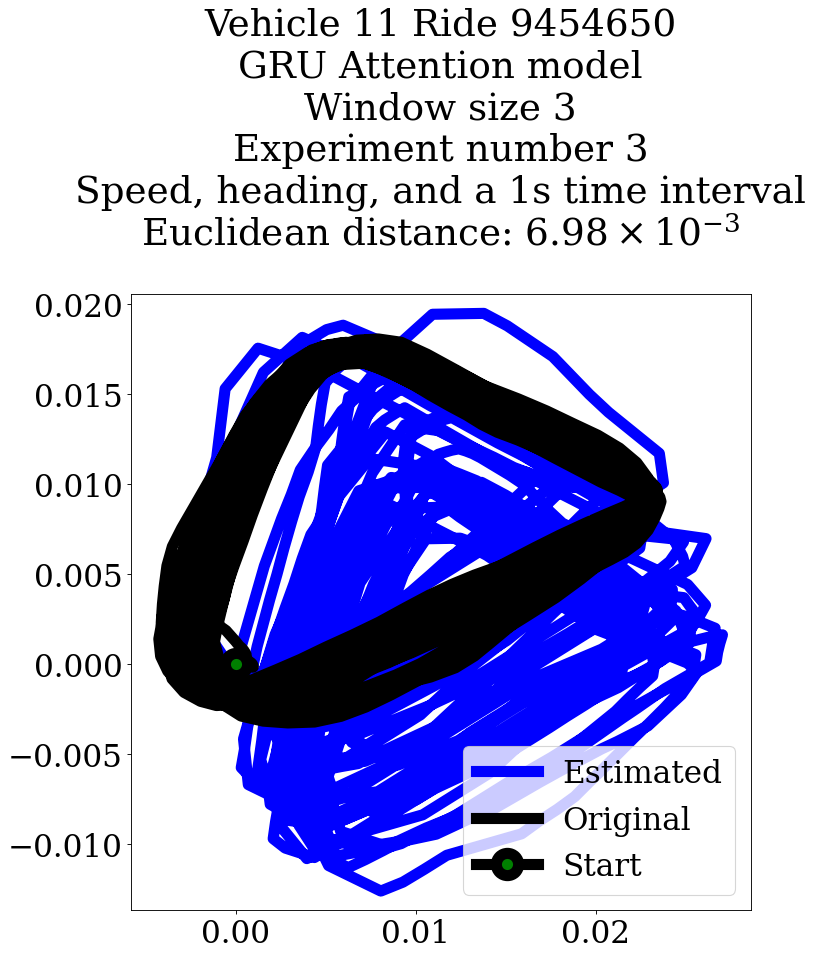 Vehicle 11 Ride 9454650
GRU Attention model
Window size 3
Experiment number 3
Speed, heading, and a 1s time interval
Euclidean distance: 6.98 × 10⁻³
0.020
0.015
0.010
0.005
0.000
−0.005
−0.010
Estimated
Original
Start
0.00 0.01 0.02